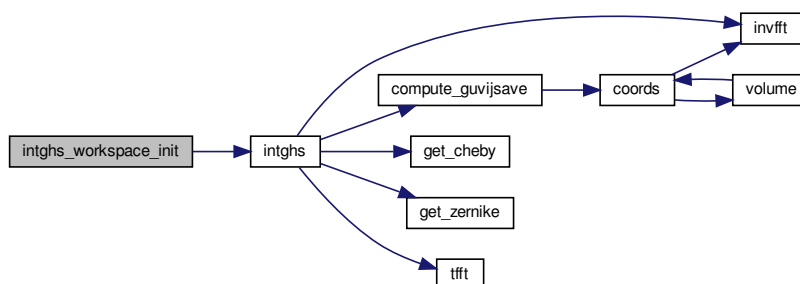 invfft
compute_guvijsave
coords
volume
intghs_workspace_init
intghs
get_cheby
get_zernike
tfft